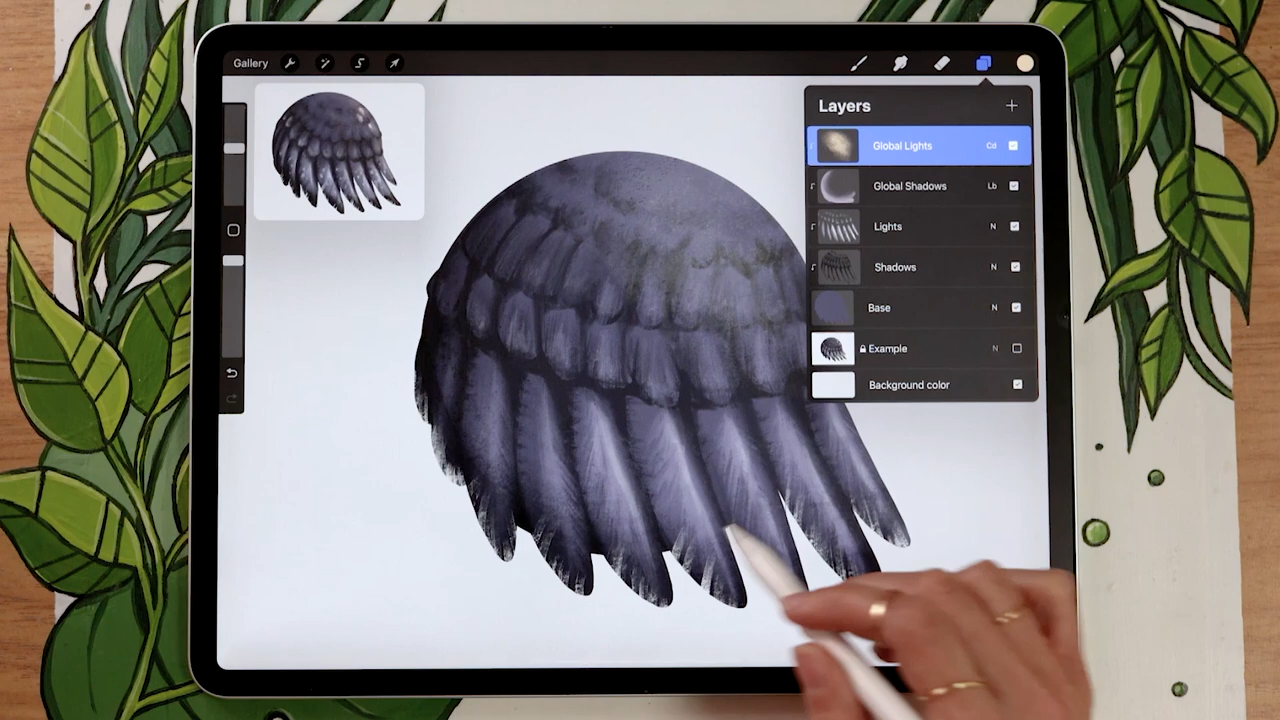 Gallery
Layers
Global Lights Cd
Global Shadows Lb
Lights N
Shadows N
Base N
Example N
Background color